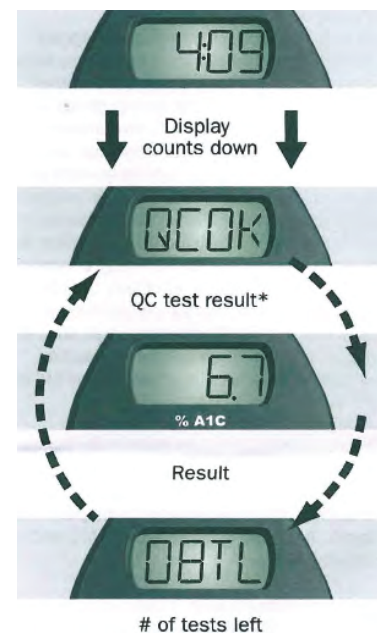 4:09
Display
counts down
QCOK
QC test result*
6.7
% A1C
Result
08TL
# of tests left